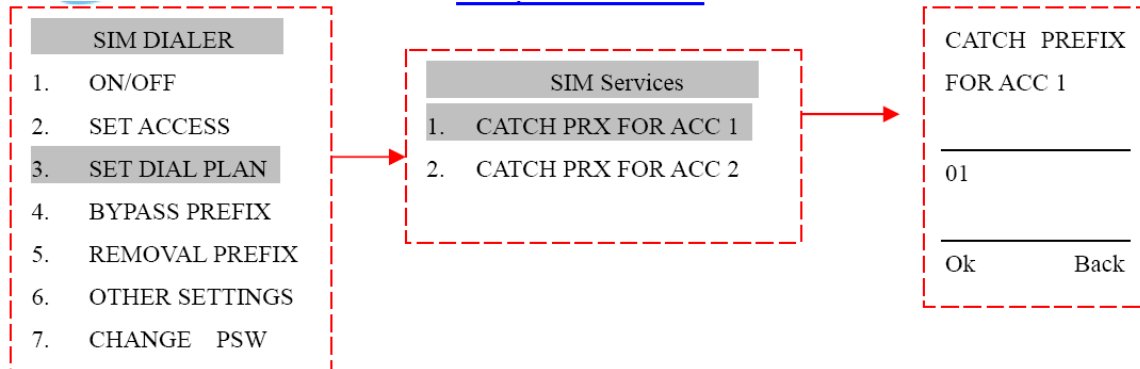 SIM DIALER
1. ON/OFF
2. SET ACCESS
3. SET DIAL PLAN
4. BYPASS PREFIX
5. REMOVAL PREFIX
6. OTHER SETTINGS
7. CHANGE PSW
SIM Services
1. CATCH PRX FOR ACC 1
2. CATCH PRX FOR ACC 2
CATCH PREFIX
FOR ACC 1
01
Ok Back